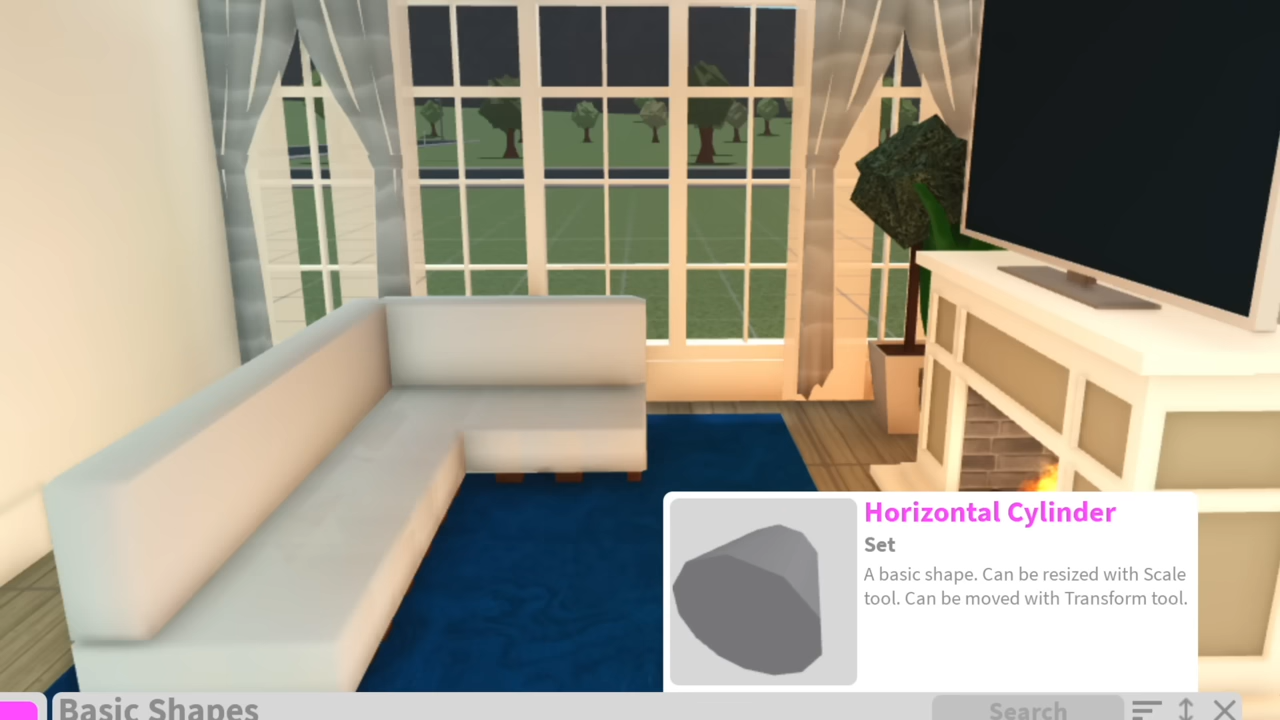 Horizontal Cylinder
Set
A basic shape. Can be resized with Scale
tool. Can be moved with Transform tool.
Basic Shapes
Search